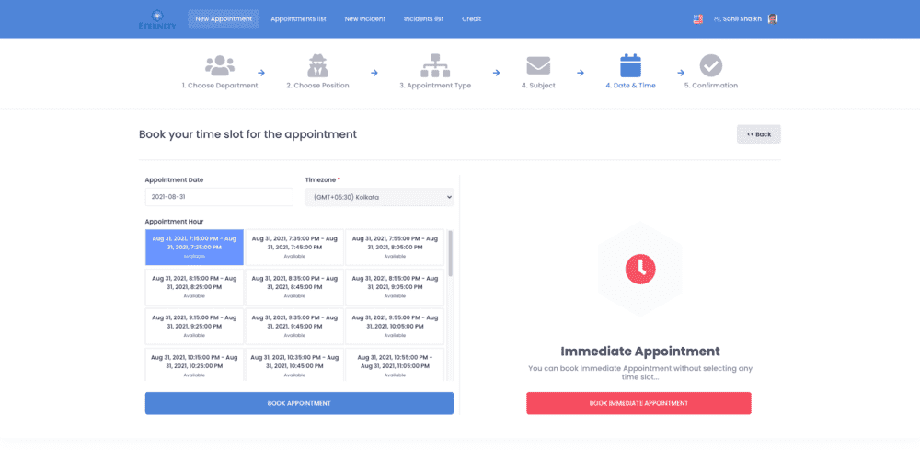 New Appointment Appointments list New Incident Incidents list
Eternizzy
1. Choose Department 2. Choose Position 3. Appointment Type 4. Subject 4. Date & Time 5. Confirmation
Book your time slot for the appointment
Back
Appointment Date Timezone *
2021-08-31 (GMT+05:30) Kolkata
Appointment Hour
Aug 31, 2021, 7:15:00 PM - Aug Aug 31, 2021, 7:35:00 PM - Aug Aug 31, 2021, 7:55:00 PM - Aug
31, 2021, 7:25:00 PM 31, 2021, 7:45:00 PM 31, 2021, 8:05:00 PM
Available Available Available
Aug 31, 2021, 8:15:00 PM - Aug Aug 31, 2021, 8:35:00 PM - Aug Aug 31, 2021, 8:55:00 PM - Aug
31, 2021, 8:25:00 PM 31, 2021, 8:45:00 PM 31, 2021, 9:05:00 PM
Available Available Available
Aug 31, 2021, 9:15:00 PM - Aug Aug 31, 2021, 9:35:00 PM - Aug Aug 31, 2021, 9:55:00 PM - Aug
31, 2021, 9:25:00 PM 31, 2021, 9:45:00 PM 31, 2021, 10:05:00 PM
Available Available Available
Aug 31, 2021, 10:15:00 PM - Aug Aug 31, 2021, 10:35:00 PM - Aug Aug 31, 2021, 10:55:00 PM -
31, 2021, 10:25:00 PM 31, 2021, 10:45:00 PM Aug 31, 2021, 11:05:00 PM
Available Available Available
BOOK APPOINTMENT
Immediate Appointment
You can book immediate Appointment without selecting any
time slot...
BOOK IMMEDIATE APPOINTMENT